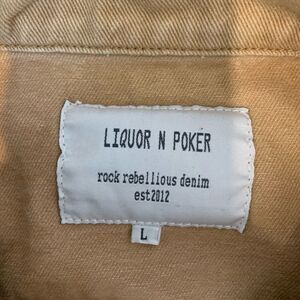 LIQUOR N POKER
rock rebellious denim
est2012
L